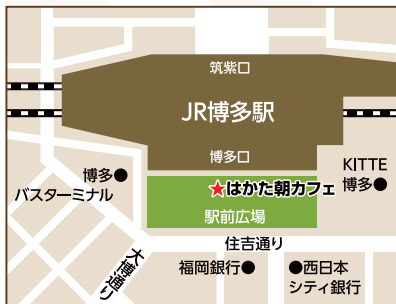 筑紫口
JR博多駅
博多口
KITTE
博多●
博多●
バスターミナル
★はかた朝カフェ
駅前広場
住吉通り
大博通り
福岡銀行●
●西日本
シティ銀行